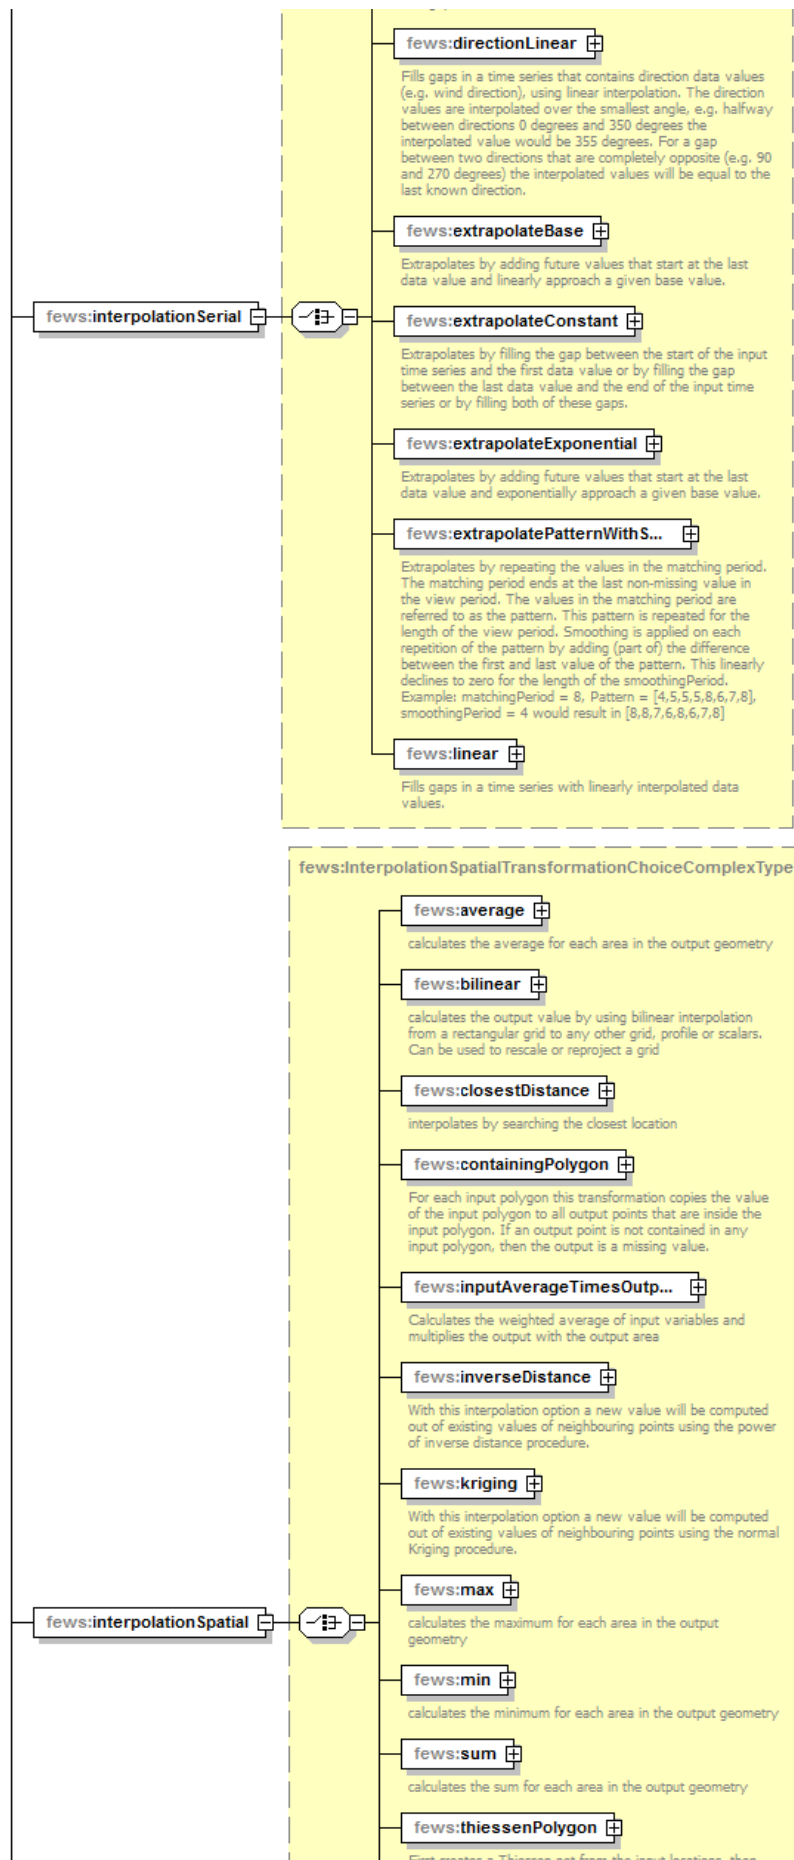 fews:directionLinear
Fills gaps in a time series that contains direction data values
(e.g. wind direction), using linear interpolation. The direction
values are interpolated over the smallest angle, e.g. halfway
between directions 0 degrees and 350 degrees the
interpolated value would be 355 degrees. For a gap
between two directions that are completely opposite (e.g. 90
and 270 degrees) the interpolated values will be equal to the
last known direction.
fews:extrapolateBase
Extrapolates by adding future values that start at the last
data value and linearly approach a given base value.
fews:interpolationSerial
fews:extrapolateConstant
Extrapolates by filling the gap between the start of the input
time series and the first data value or by filling the gap
between the last data value and the end of the input time
series or by filling both of these gaps.
fews:extrapolateExponential
Extrapolates by adding future values that start at the last
data value and exponentially approach a given base value.
fews:extrapolatePatternWithS...
Extrapolates by repeating the values in the matching period.
The matching period ends at the last non-missing value in
the view period. The values in the matching period are
referred to as the pattern. This pattern is repeated for the
length of the view period. Smoothing is applied on each
repetition of the pattern by adding (part of) the difference
between the first and last value of the pattern. This linearly
declines to zero for the length of the smoothingPeriod.
Example: matchingPeriod = 8, Pattern = [4,5,5,5,8,6,7,8],
smoothingPeriod = 4 would result in [8,8,7,6,8,6,7,8]
fews:linear
Fills gaps in a time series with linearly interpolated data
values.
fews:InterpolationSpatialTransformationChoiceComplexType
fews:average
calculates the average for each area in the output geometry
fews:bilinear
calculates the output value by using bilinear interpolation
from a rectangular grid to any other grid, profile or scalars.
Can be used to rescale or reproject a grid
fews:closestDistance
interpolates by searching the closest location
fews:containingPolygon
For each input polygon this transformation copies the value
of the input polygon to all output points that are inside the
input polygon. If an output point is not contained in any
input polygon, then the output is a missing value.
fews:inputAverageTimesOutp...
Calculates the weighted average of input variables and
multiplies the output with the output area
fews:inverseDistance
With this interpolation option a new value will be computed
out of existing values of neighbouring points using the power
of inverse distance procedure.
fews:kriging
With this interpolation option a new value will be computed
out of existing values of neighbouring points using the normal
Kriging procedure.
fews:max
calculates the maximum for each area in the output
geometry
fews:interpolationSpatial
fews:min
calculates the minimum for each area in the output geometry
fews:sum
calculates the sum for each area in the output geometry
fews:thiessenPolygon
First creates a Thiessen net from the input locations, then